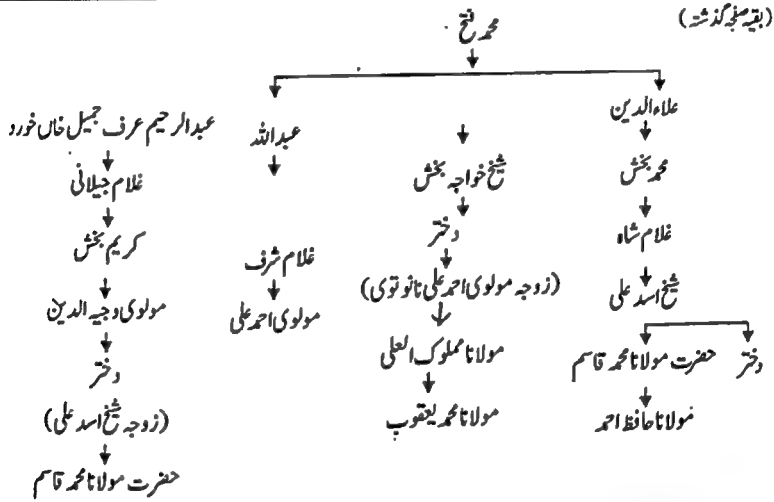 (بقیہ صفحہ گذشتہ)
محمد فتح
علاءالدین
محمد بخش
غلام شاہ
شیخ اسد علی
دختر
حضرت مولانا محمد قاسم
مولانا حافظ احمد
شیخ خواجہ بخش
دختر
(زوجہ مولوی احمد علی نانوتوی)
مولانا مملوک العلی
مولانا محمد یعقوب
عبداللہ
غلام شرف
مولوی احمد علی
عبدالرحیم عرف جمیل خاں خورد
غلام جیلانی
کریم بخش
مولوی وجیہ الدین
دختر
(زوجہ شیخ اسد علی)
حضرت مولانا محمد قاسم